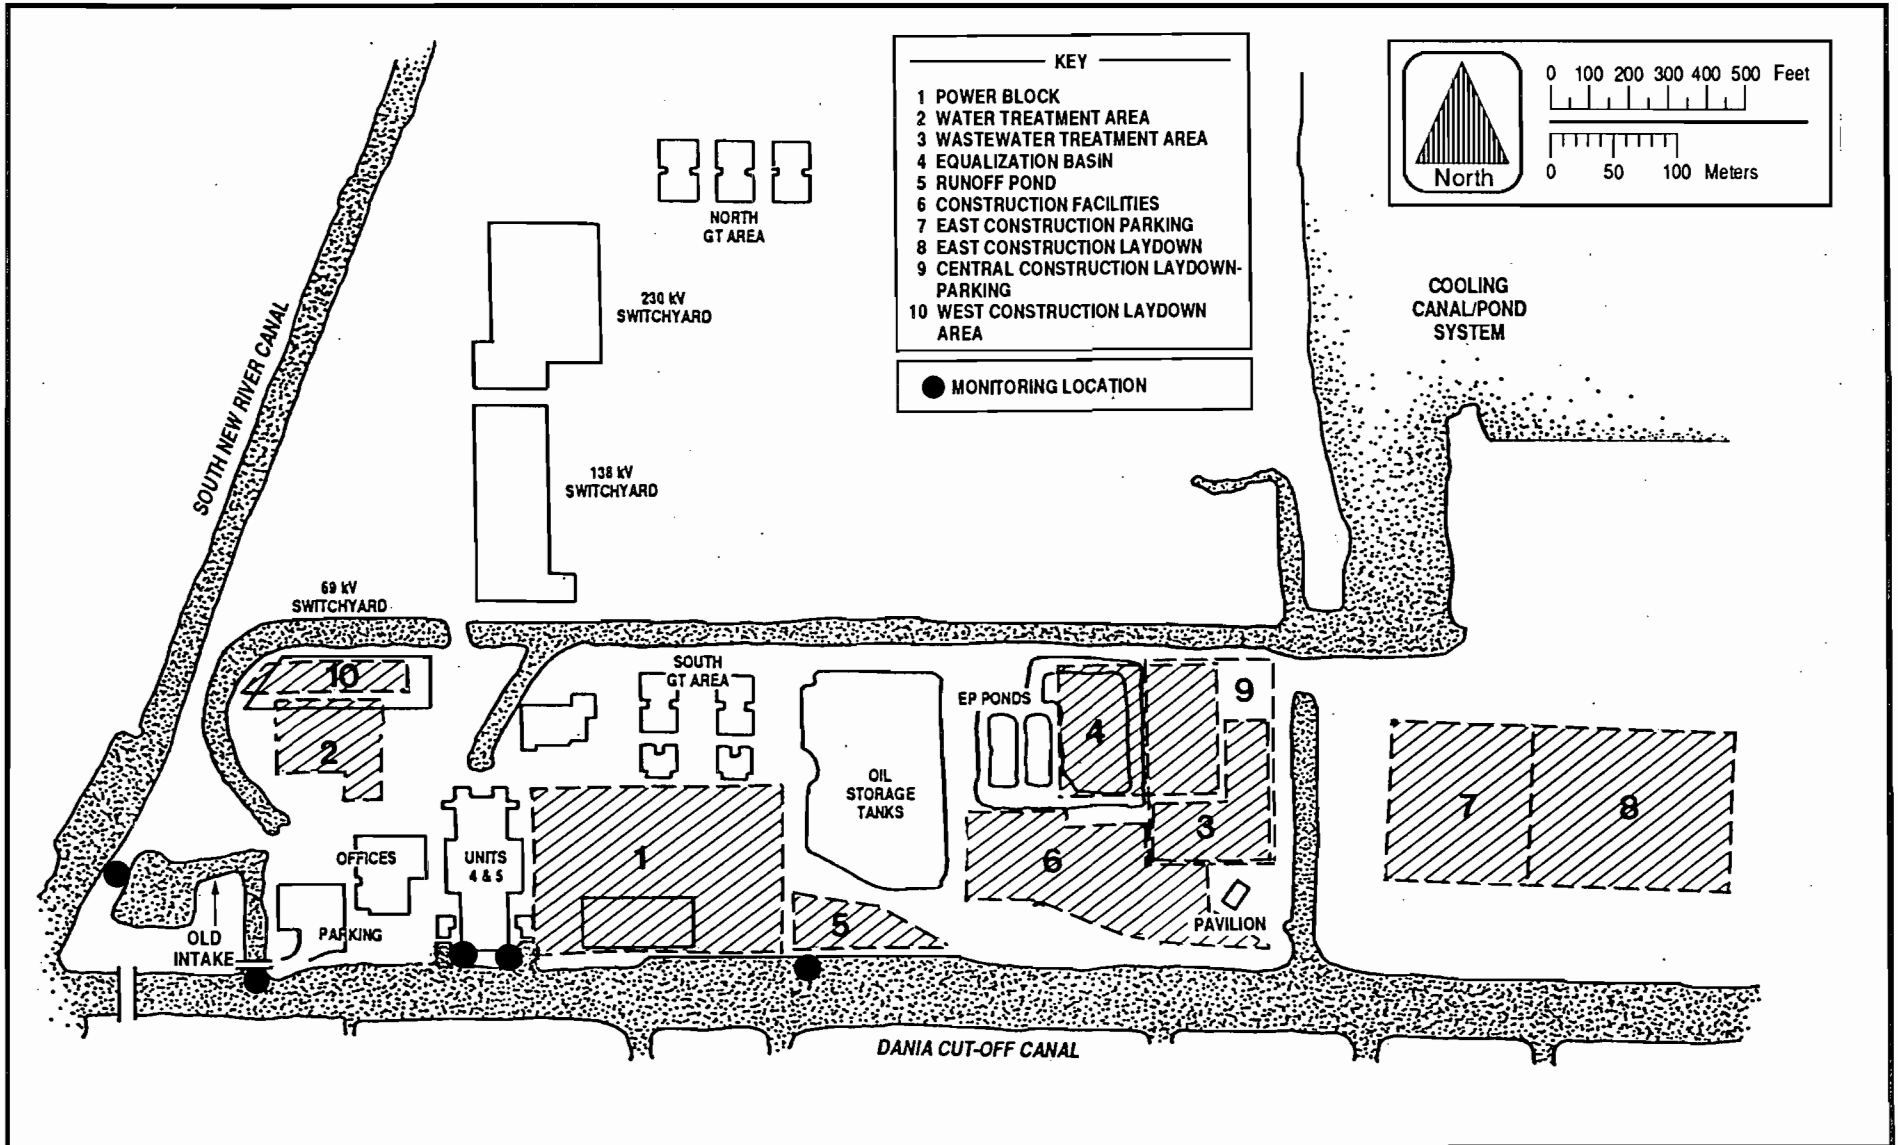 KEY
1 POWER BLOCK
2 WATER TREATMENT AREA
3 WASTEWATER TREATMENT AREA
4 EQUALIZATION BASIN
5 RUNOFF POND
6 CONSTRUCTION FACILITIES
7 EAST CONSTRUCTION PARKING
8 EAST CONSTRUCTION LAYDOWN
9 CENTRAL CONSTRUCTION LAYDOWN-
PARKING
10 WEST CONSTRUCTION LAYDOWN
AREA
MONITORING LOCATION
North
0 100 200 300 400 500 Feet
0 50 100 Meters
NORTH
GT AREA
230 kV
SWITCHYARD
COOLING
CANAL/POND
SYSTEM
SOUTH NEW RIVER CANAL
138 kV
SWITCHYARD
69 kV
SWITCHYARD
10
2
SOUTH
GT AREA
EP PONDS
4
9
OIL
STORAGE
TANKS
7
8
3
6
OFFICES
UNITS
4 & 5
1
5
PAVILION
OLD
INTAKE
PARKING
DANIA CUT-OFF CANAL